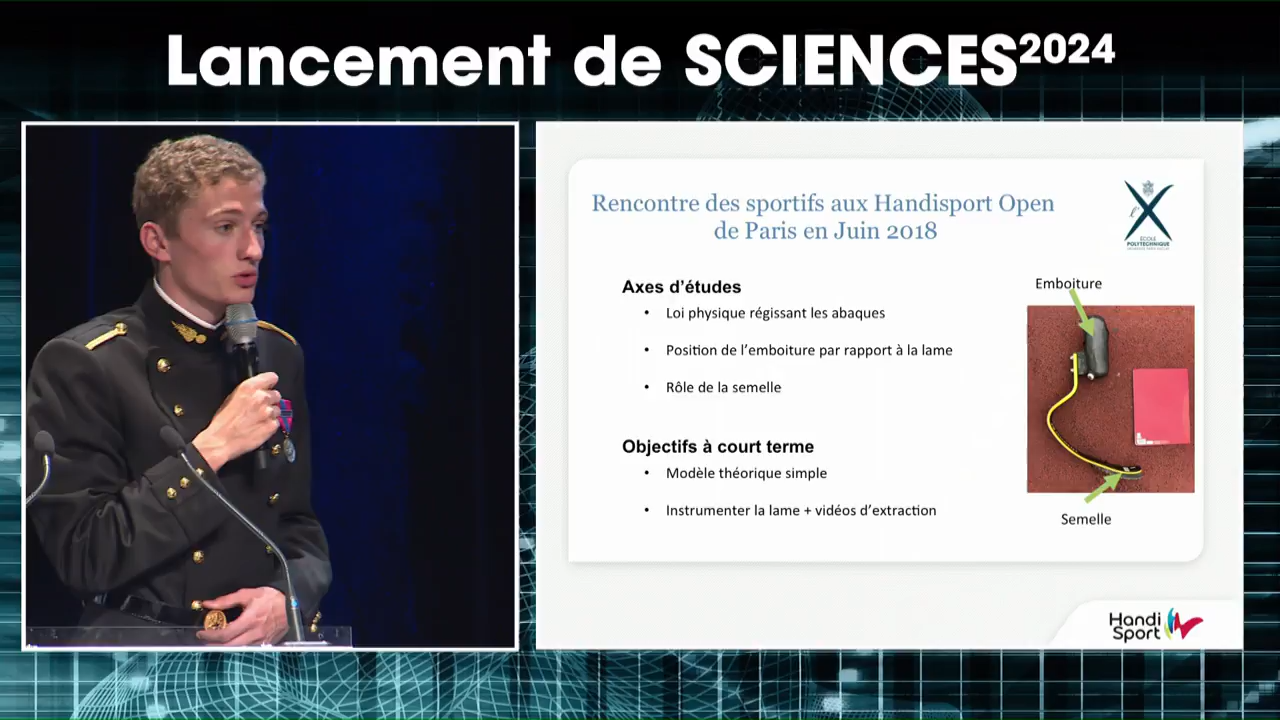 Lancement de SCIENCES²⁰²⁴
Rencontre des sportifs aux Handisport Open
de Paris en Juin 2018
ÉCOLE
POLYTECHNIQUE
Axes d’études
• Loi physique régissant les abaques
• Position de l’emboiture par rapport à la lame
• Rôle de la semelle
Objectifs à court terme
• Modèle théorique simple
• Instrumenter la lame + vidéos d’extraction
Emboiture
Semelle
Handi
Sport